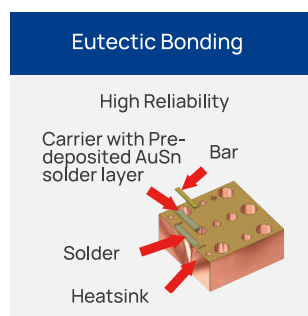 Eutectic Bonding
High Reliability
Carrier with Pre-
deposited AuSn
solder layer
Bar
Solder
Heatsink